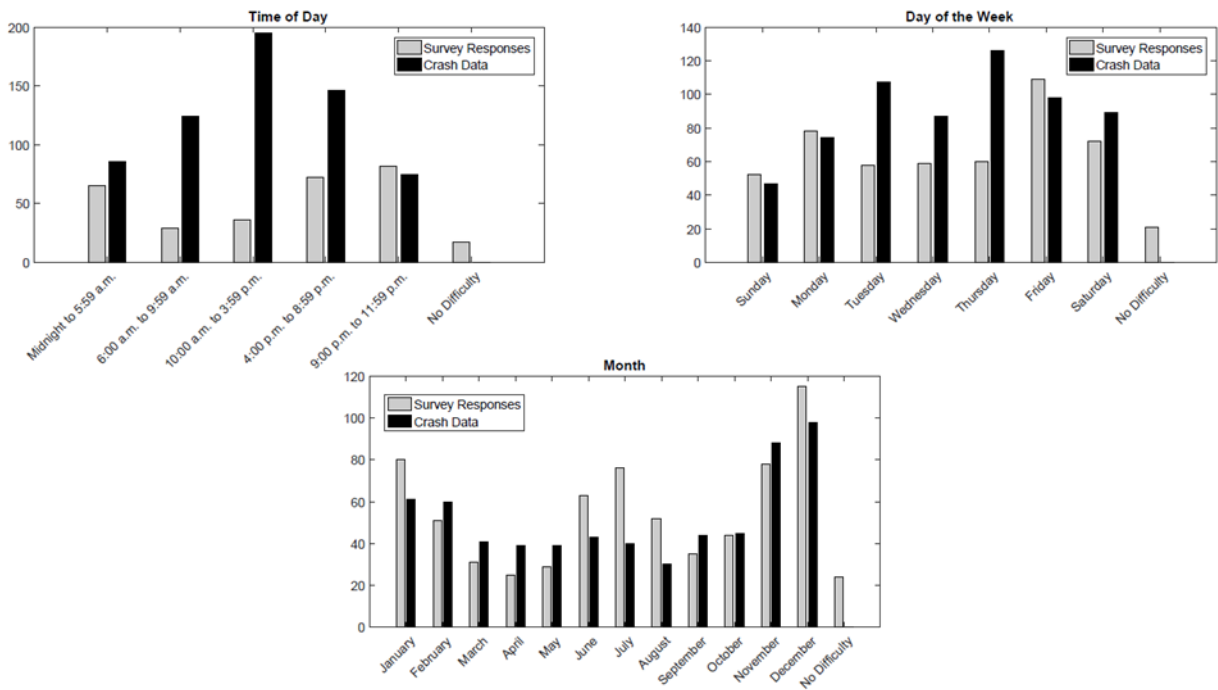 Time of Day
200
150
100
50
0
Survey Responses
Crash Data
Midnight to 5:59 a.m.
6:00 a.m. to 9:59 a.m.
10:00 a.m. to 3:59 p.m.
4:00 p.m. to 8:59 p.m.
9:00 p.m. to 11:59 p.m.
No Difficulty
Day of the Week
140
120
100
80
60
40
20
0
Survey Responses
Crash Data
Sunday
Monday
Tuesday
Wednesday
Thursday
Friday
Saturday
No Difficulty
Month
120
100
80
60
40
20
0
Survey Responses
Crash Data
January
February
March
April
May
June
July
August
September
October
November
December
No Difficulty